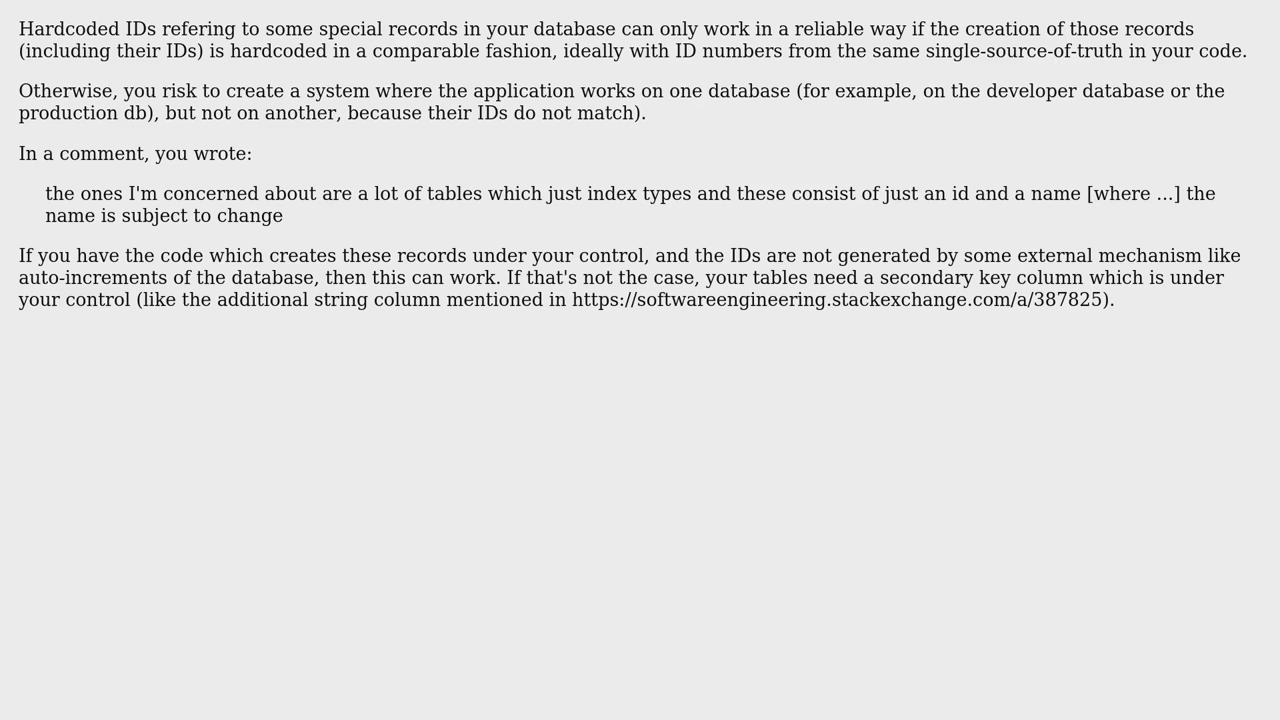 Hardcoded IDs refering to some special records in your database can only work in a reliable way if the creation of those records
(including their IDs) is hardcoded in a comparable fashion, ideally with ID numbers from the same single-source-of-truth in your code.
Otherwise, you risk to create a system where the application works on one database (for example, on the developer database or the
production db), but not on another, because their IDs do not match).
In a comment, you wrote:
the ones I'm concerned about are a lot of tables which just index types and these consist of just an id and a name [where ...] the
name is subject to change
If you have the code which creates these records under your control, and the IDs are not generated by some external mechanism like
auto-increments of the database, then this can work. If that's not the case, your tables need a secondary key column which is under
your control (like the additional string column mentioned in https://softwareengineering.stackexchange.com/a/387825).